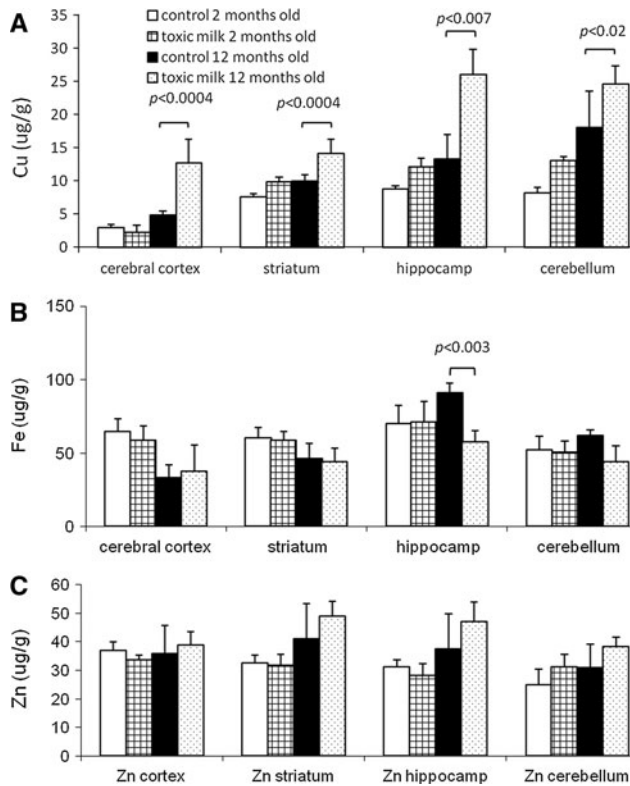 A
control 2 months old
toxic milk 2 months old
control 12 months old
toxic milk 12 months old
p<0.0004
p<0.0004
p<0.007
p<0.02
Cu (ug/g)
35
30
25
20
15
10
5
0
cerebral cortex striatum hippocamp cerebellum
B
Fe (ug/g)
150
100
50
0
p<0.003
cerebral cortex striatum hippocamp cerebellum
C
Zn (ug/g)
60
50
40
30
20
10
0
Zn cortex Zn striatum Zn hippocamp Zn cerebellum